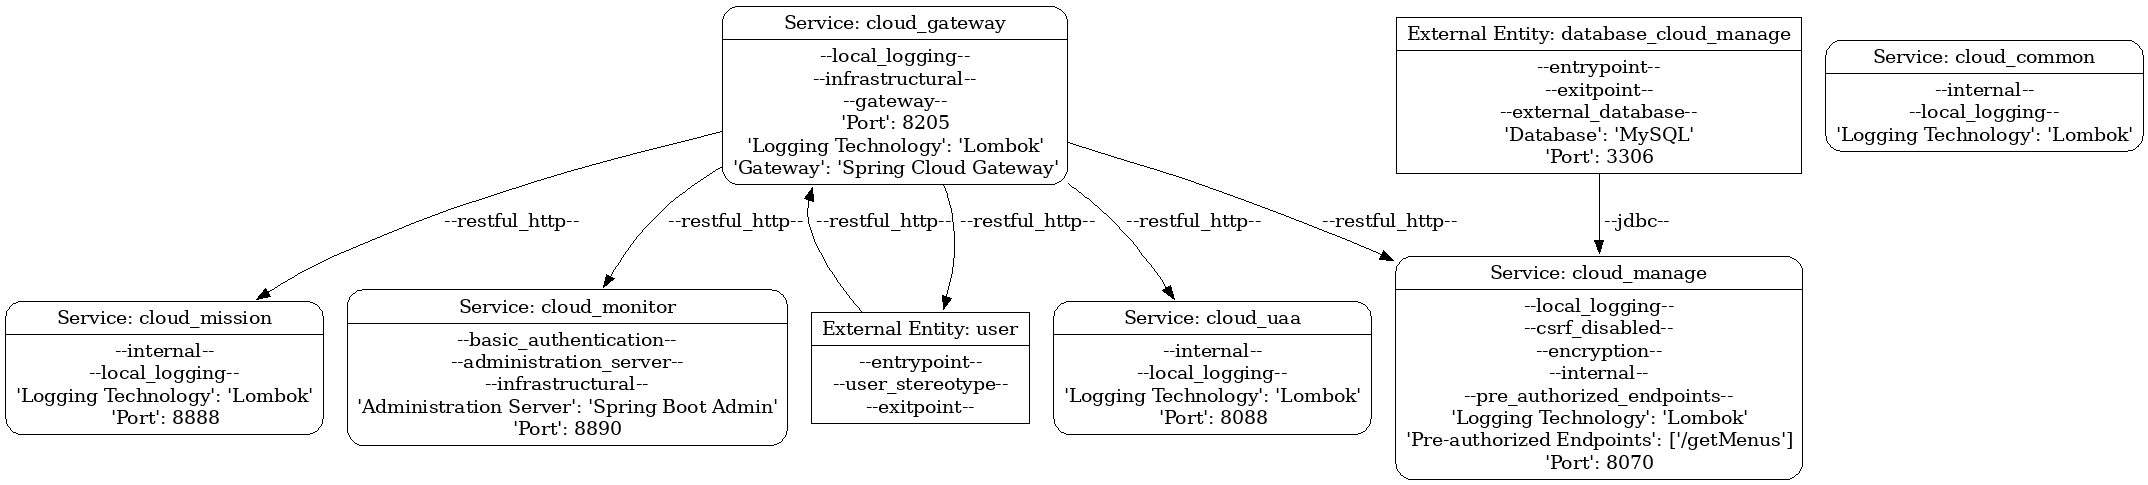 Service: cloud_gateway
--local_logging--
--infrastructural--
--gateway--
'Port': 8205
'Logging Technology': 'Lombok'
'Gateway': 'Spring Cloud Gateway'
External Entity: database_cloud_manage
--entrypoint--
--exitpoint--
--external_database--
'Database': 'MySQL'
'Port': 3306
Service: cloud_common
--internal--
--local_logging--
'Logging Technology': 'Lombok'
--restful_http--
--restful_http--
--restful_http--
--restful_http--
--restful_http--
--restful_http--
--jdbc--
Service: cloud_mission
--internal--
--local_logging--
'Logging Technology': 'Lombok'
'Port': 8888
Service: cloud_monitor
--basic_authentication--
--administration_server--
--infrastructural--
'Administration Server': 'Spring Boot Admin'
'Port': 8890
External Entity: user
--entrypoint--
--user_stereotype--
--exitpoint--
Service: cloud_uaa
--internal--
--local_logging--
'Logging Technology': 'Lombok'
'Port': 8088
Service: cloud_manage
--local_logging--
--csrf_disabled--
--encryption--
--internal--
--pre_authorized_endpoints--
'Logging Technology': 'Lombok'
'Pre-authorized Endpoints': ['/getMenus']
'Port': 8070